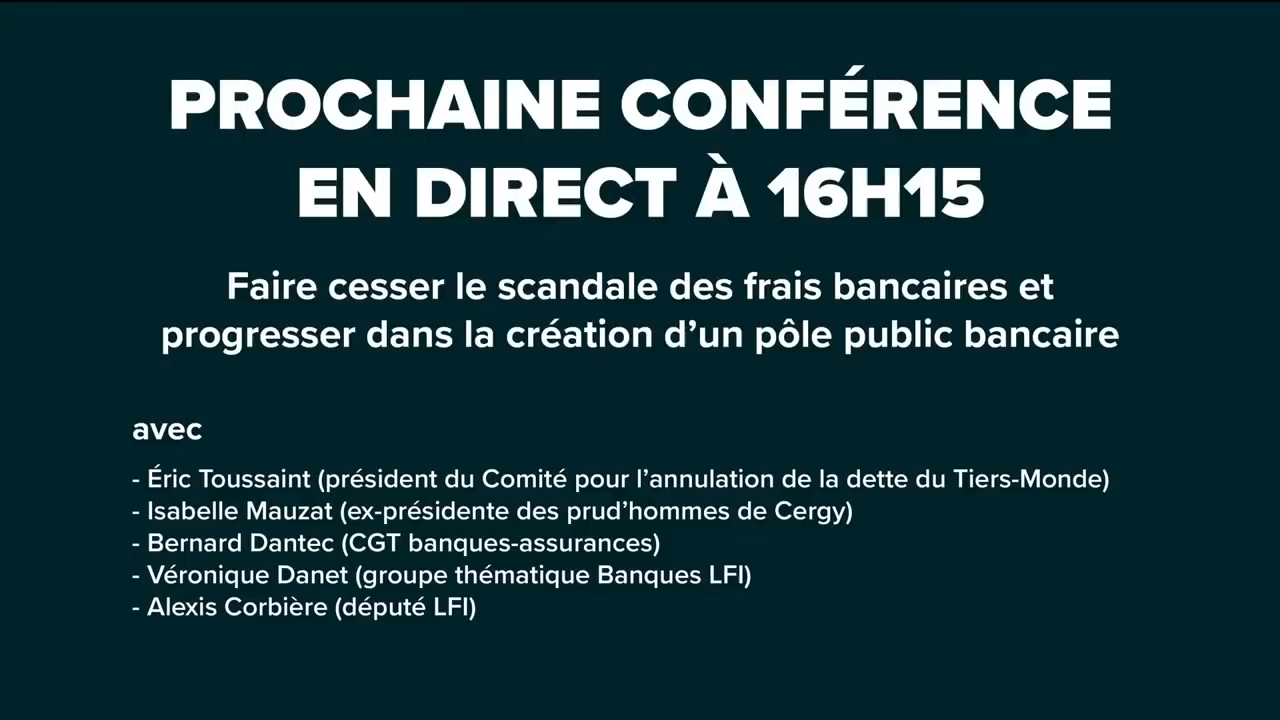 PROCHAINE CONFÉRENCE
EN DIRECT À 16H15
Faire cesser le scandale des frais bancaires et
progresser dans la création d’un pôle public bancaire
avec
- Éric Toussaint (président du Comité pour l’annulation de la dette du Tiers-Monde)
- Isabelle Mauzat (ex-présidente des prud’hommes de Cergy)
- Bernard Dantec (CGT banques-assurances)
- Véronique Danet (groupe thématique Banques LFI)
- Alexis Corbière (député LFI)